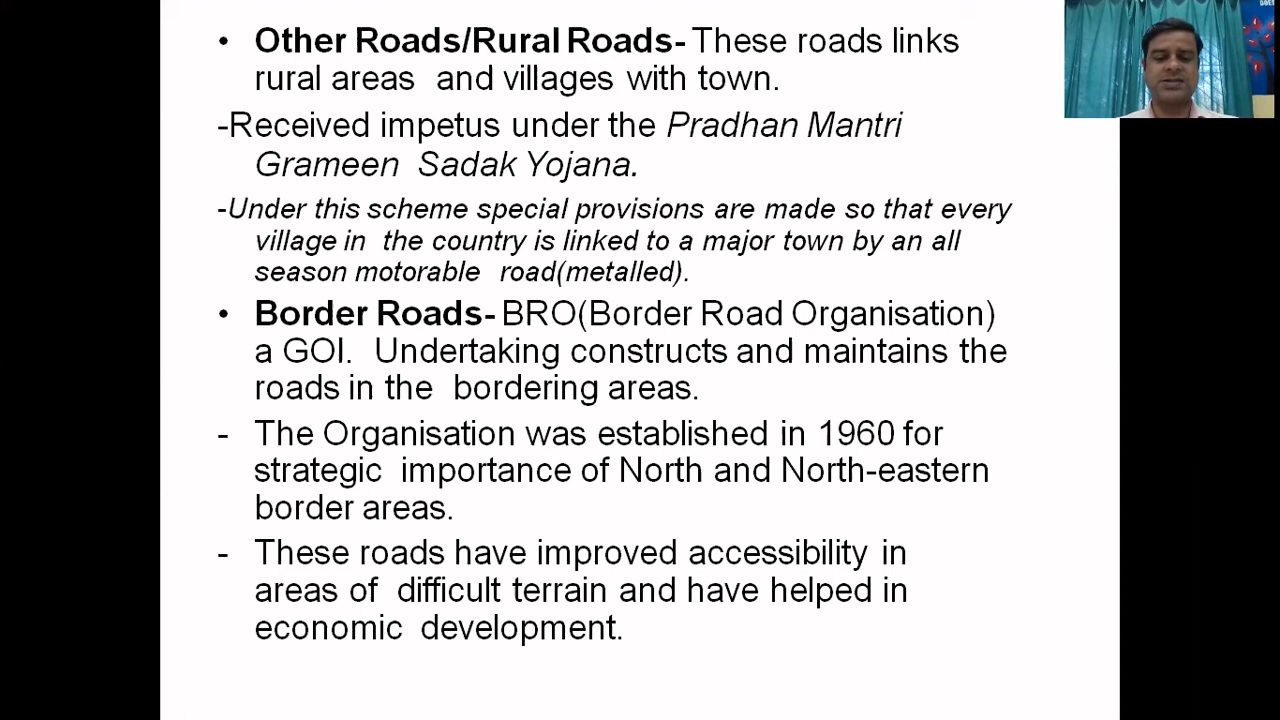 • Other Roads/Rural Roads- These roads links
rural areas and villages with town.
-Received impetus under the Pradhan Mantri
Grameen Sadak Yojana.
-Under this scheme special provisions are made so that every
village in the country is linked to a major town by an all
season motorable road(metalled).
• Border Roads- BRO(Border Road Organisation)
a GOI. Undertaking constructs and maintains the
roads in the bordering areas.
- The Organisation was established in 1960 for
strategic importance of North and North-eastern
border areas.
- These roads have improved accessibility in
areas of difficult terrain and have helped in
economic development.